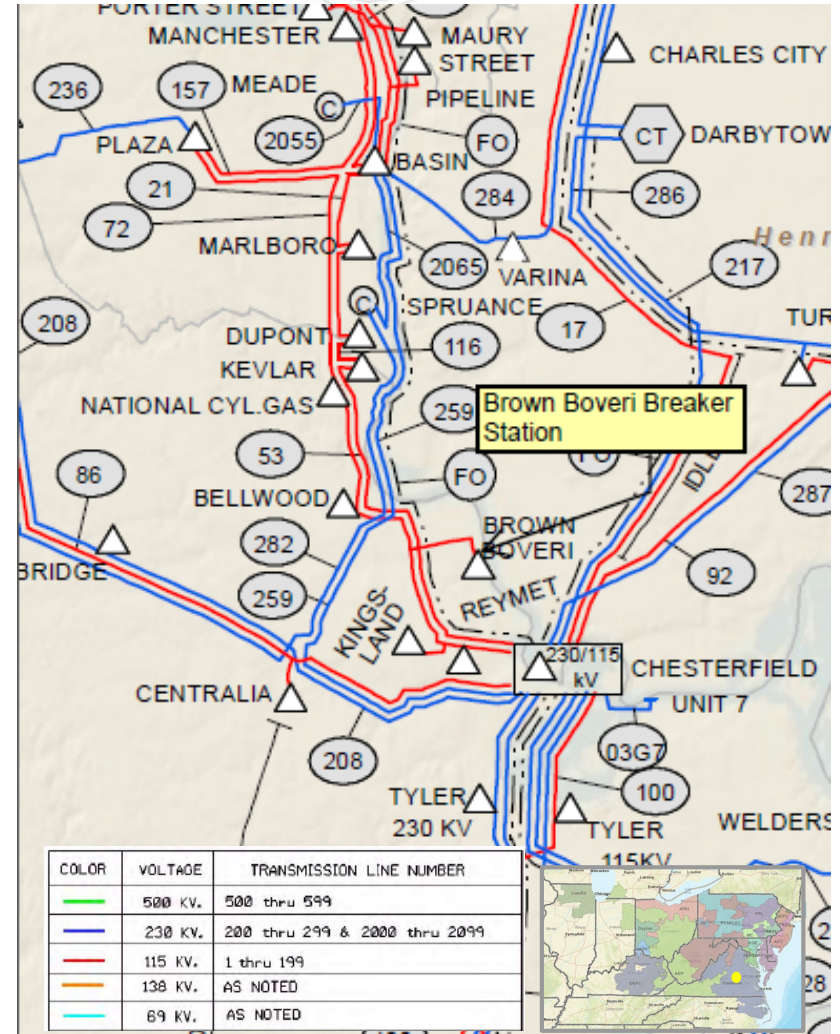 PORTER STREET
MANCHESTER
MAURY
STREET
CHARLES CITY
236
157
MEADE
C
PIPELINE
2055
FO
CT
DARBYTOW
PLAZA
BASIN
21
284
286
72
MARLBORO
2065
VARINA
Henr
217
C
SPRUANCE
208
17
TUR
DUPONT
116
KEVLAR
NATIONAL CYL.GAS
259
Brown Boveri Breaker
Station
53
86
FO
FO
IDLE
287
BELLWOOD
BROWN
BOVERI
282
BRIDGE
92
259
REYMET
KINGS-
LAND
230/115
kV
CHESTERFIELD
UNIT 7
CENTRALIA
03G7
208
100
TYLER
230 KV
TYLER
115KV
WELDERS
COLOR VOLTAGE TRANSMISSION LINE NUMBER
500 KV. 500 thru 599
230 KV. 200 thru 299 & 2000 thru 2099
115 KV. 1 thru 199
138 KV. AS NOTED
69 KV. AS NOTED
28